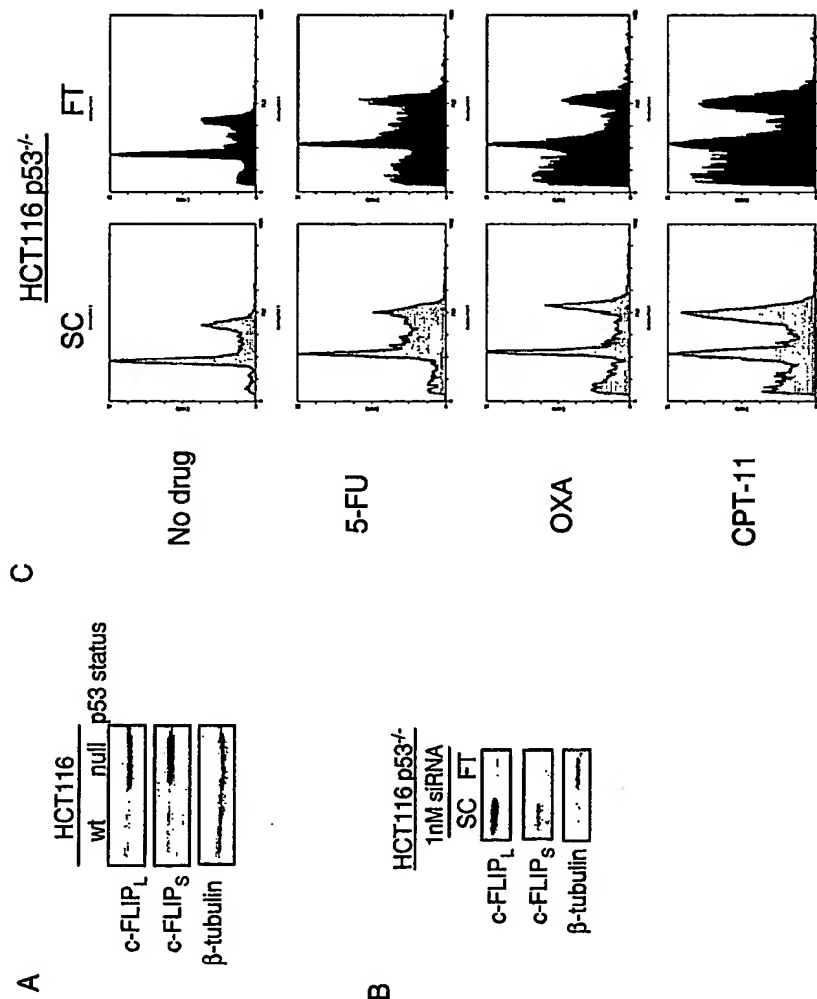 A
HCT116
wt null p53 status
c-FLIPL
c-FLIPS
β-tubulin
B
HCT116 p53-/-
1nM siRNA
SC FT
c-FLIPL
c-FLIPS
β-tubulin
C
HCT116 p53-/-
SC FT
No drug
5-FU
OXA
CPT-11